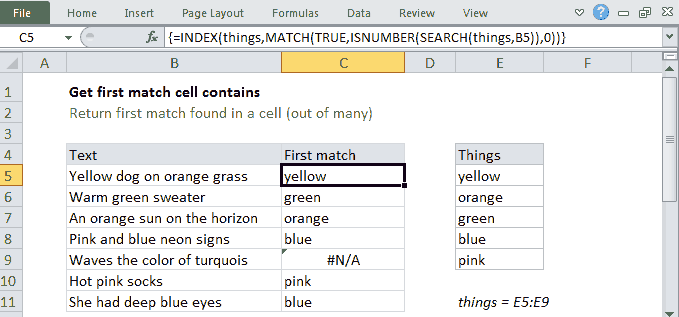 File Home Insert Page Layout Formulas Data Review View
C5 fx {=INDEX(things,MATCH(TRUE,ISNUMBER(SEARCH(things,B5)),0))}
A B C D E F
1 Get first match cell contains
2 Return first match found in a cell (out of many)
3
4 Text First match Things
5 Yellow dog on orange grass yellow yellow
6 Warm green sweater green orange
7 An orange sun on the horizon orange green
8 Pink and blue neon signs blue blue
9 Waves the color of turquois #N/A pink
10 Hot pink socks pink
11 She had deep blue eyes blue things = E5:E9